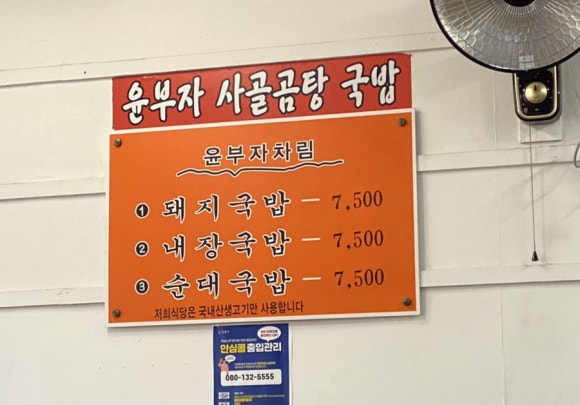 윤부자 사골곰탕 국밥
윤부자차림
❶ 돼지국밥 — 7,500
❷ 내장국밥 — 7,500
❸ 순대국밥 — 7,500
저희식당은 국내산생고기만 사용합니다
안심콜 출입관리
080-132-5555